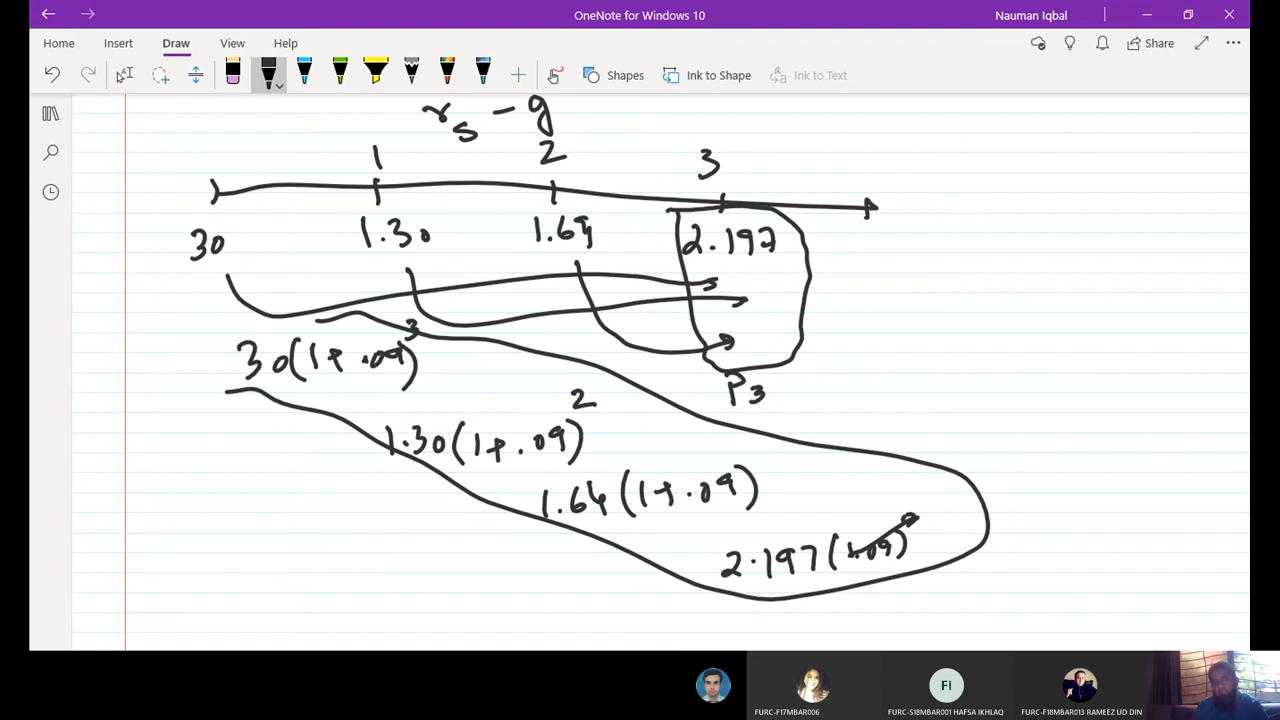 OneNote for Windows 10
Nauman Iqbal
Home Insert Draw View Help
Share
Shapes Ink to Shape Ink to Text
rs - g
1 2 3
30 1.30 1.69 2.197
30(1+.09)3
P3
1.30(1+.09)2
1.64(1+.09)
2.197(1.09)0
FI
FURC-F17MBAR006 FURC-S18MBAR001 HAFSA IKHLAQ FURC-F18MBAR013 RAMEEZ UD DIN